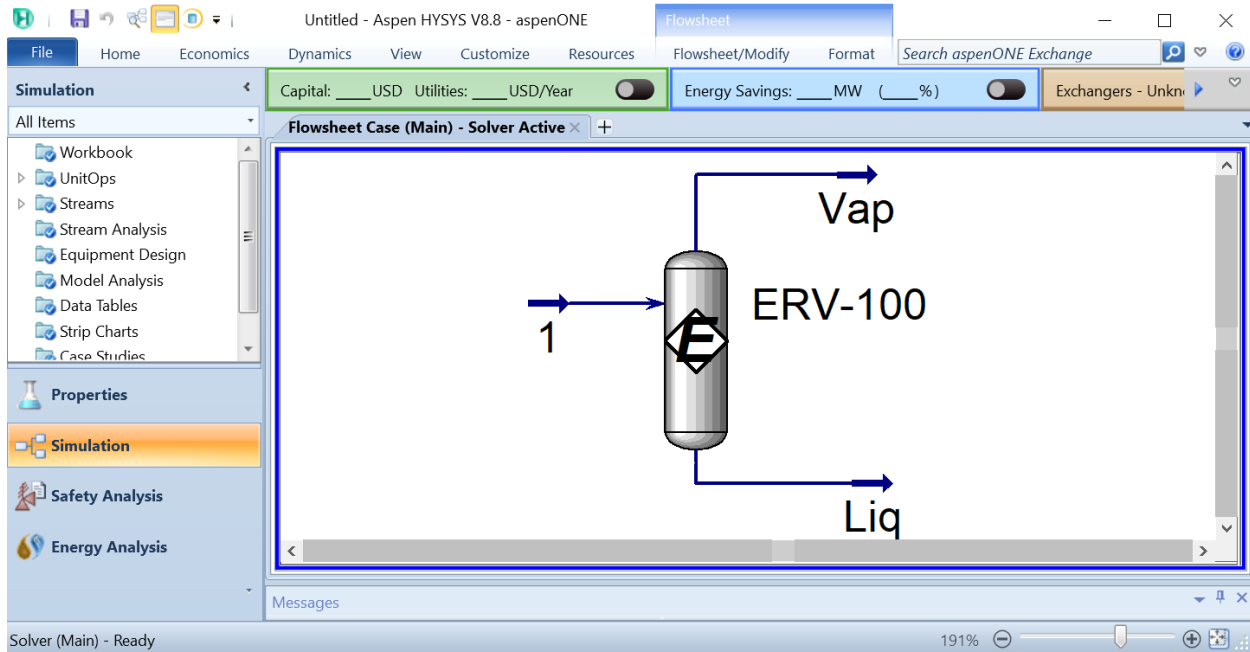 Untitled - Aspen HYSYS V8.8 - aspenONE
Flowsheet
File Home Economics Dynamics View Customize Resources Flowsheet/Modify Format Search aspenONE Exchange
Simulation
Capital: ____USD Utilities: ____USD/Year
Energy Savings: ____MW (____%)
Exchangers - Unkn
All Items
Flowsheet Case (Main) - Solver Active
Workbook
UnitOps
Streams
Stream Analysis
Equipment Design
Model Analysis
Data Tables
Strip Charts
Case Studies
Properties
Simulation
Safety Analysis
Energy Analysis
Vap
ERV-100
1
E
Liq
Messages
Solver (Main) - Ready
191%